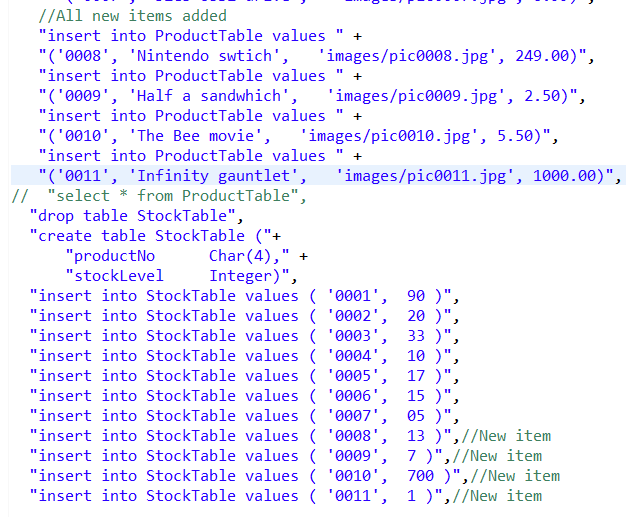 //All new items added
"insert into ProductTable values " +
"('0008', 'Nintendo swtich',    'images/pic0008.jpg', 249.00)",
"insert into ProductTable values " +
"('0009', 'Half a sandwhich',    'images/pic0009.jpg', 2.50)",
"insert into ProductTable values " +
"('0010', 'The Bee movie',    'images/pic0010.jpg', 5.50)",
"insert into ProductTable values " +
"('0011', 'Infinity gauntlet',    'images/pic0011.jpg', 1000.00)",
//  "select * from ProductTable",
"drop table StockTable",
"create table StockTable ("+
"productNo      Char(4)," +
"stockLevel     Integer)",
"insert into StockTable values ( '0001',  90 )",
"insert into StockTable values ( '0002',  20 )",
"insert into StockTable values ( '0003',  33 )",
"insert into StockTable values ( '0004',  10 )",
"insert into StockTable values ( '0005',  17 )",
"insert into StockTable values ( '0006',  15 )",
"insert into StockTable values ( '0007',  05 )",
"insert into StockTable values ( '0008',  13 )",//New item
"insert into StockTable values ( '0009',  7 )",//New item
"insert into StockTable values ( '0010',  700 )",//New item
"insert into StockTable values ( '0011',  1 )",//New item